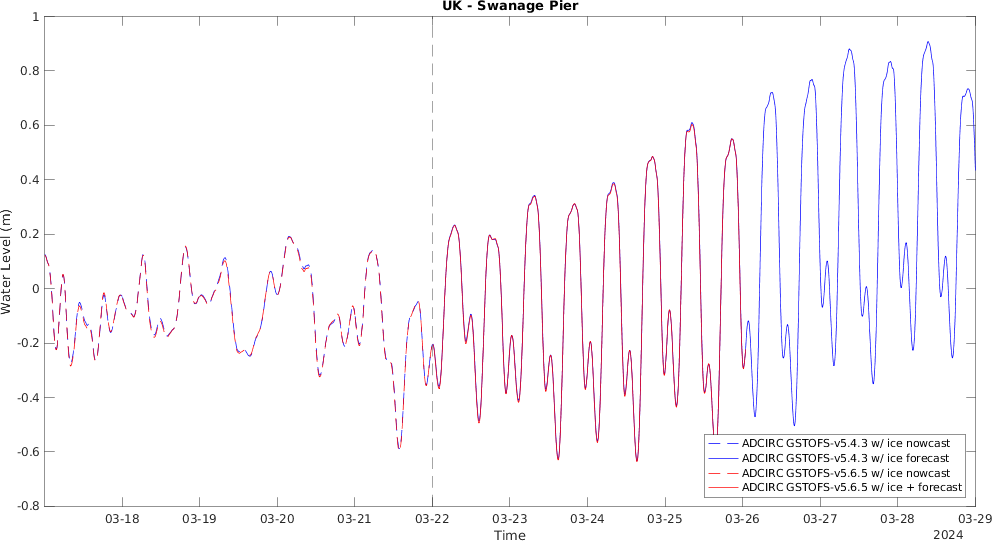 UK - Swanage Pier
1
0.8
0.6
0.4
0.2
0
-0.2
-0.4
-0.6
-0.8
Water Level (m)
ADCIRC GSTOFS-v5.4.3 w/ ice nowcast
ADCIRC GSTOFS-v5.4.3 w/ ice forecast
ADCIRC GSTOFS-v5.6.5 w/ ice nowcast
ADCIRC GSTOFS-v5.6.5 w/ ice + forecast
03-18 03-19 03-20 03-21 03-22 03-23 03-24 03-25 03-26 03-27 03-28 03-29
Time
2024